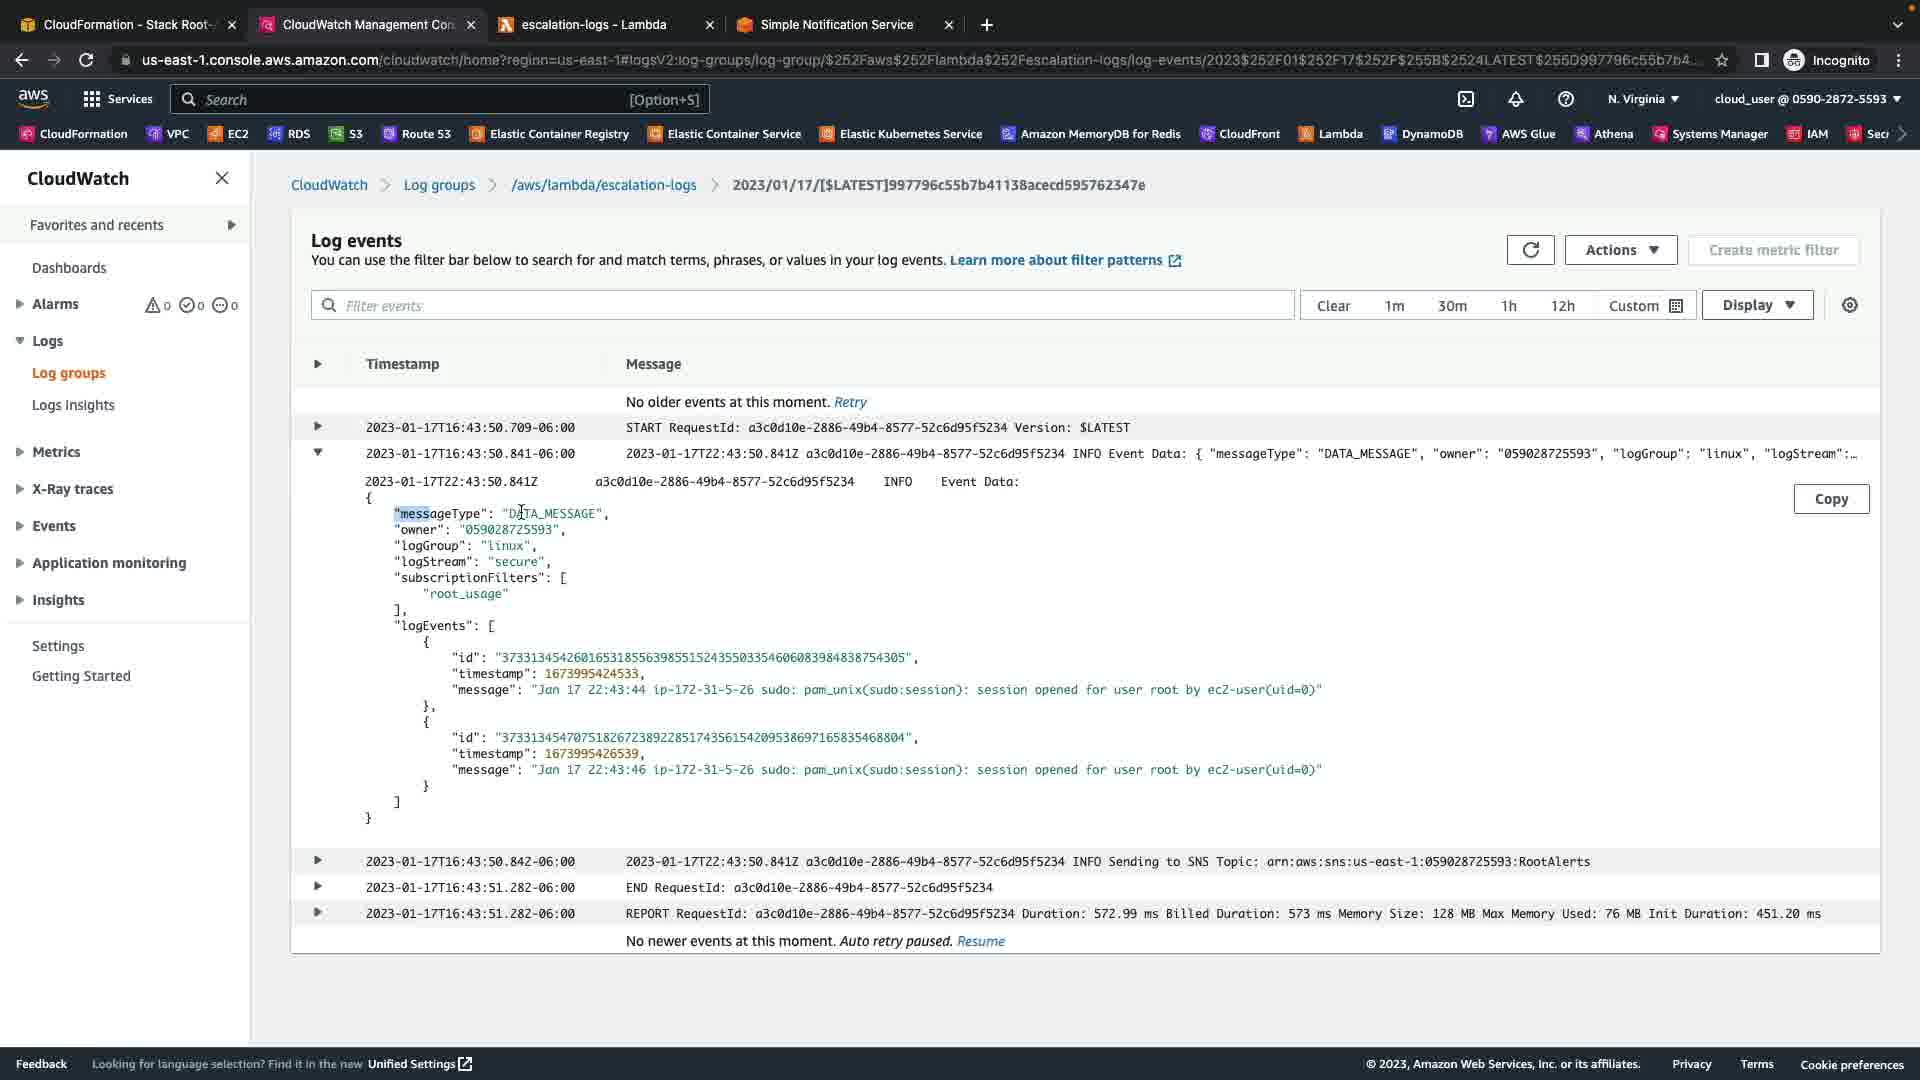 CloudFormation - Stack Root-
CloudWatch Management Con
escalation-logs - Lambda
Simple Notification Service
us-east-1.console.aws.amazon.com/cloudwatch/home?region=us-east-1#logsV2:log-groups/log-group/$252Faws$252Flambda$252Fescalation-logs/log-events/2023$252F01$252F17$252F$255B$2524LATEST$255D997796c55b7b4...
Incognito
aws
Services
Search
[Option+S]
N. Virginia
cloud_user @ 0590-2872-5593
CloudFormation
VPC
EC2
RDS
S3
Route 53
Elastic Container Registry
Elastic Container Service
Elastic Kubernetes Service
Amazon MemoryDB for Redis
CloudFront
Lambda
DynamoDB
AWS Glue
Athena
Systems Manager
IAM
Sec
CloudWatch
Favorites and recents
Dashboards
Alarms
0
0
0
Logs
Log groups
Logs Insights
Metrics
X-Ray traces
Events
Application monitoring
Insights
Settings
Getting Started
CloudWatch
Log groups
/aws/lambda/escalation-logs
2023/01/17/[$LATEST]997796c55b7b41138acecd595762347e
Log events
You can use the filter bar below to search for and match terms, phrases, or values in your log events. Learn more about filter patterns
Actions
Create metric filter
Filter events
Clear
1m
30m
1h
12h
Custom
Display
Timestamp
Message
No older events at this moment. Retry
2023-01-17T16:43:50.709-06:00 START RequestId: a3c0d10e-2886-49b4-8577-52c6d95f5234 Version: $LATEST
2023-01-17T16:43:50.841-06:00 2023-01-17T22:43:50.841Z a3c0d10e-2886-49b4-8577-52c6d95f5234 INFO Event Data: { "messageType": "DATA_MESSAGE", "owner": "059028725593", "logGroup": "linux", "logStream":...
2023-01-17T22:43:50.841Z a3c0d10e-2886-49b4-8577-52c6d95f5234 INFO Event Data:
{
"messageType": "DATA_MESSAGE",
"owner": "059028725593",
"logGroup": "linux",
"logStream": "secure",
"subscriptionFilters": [
"root_usage"
],
"logEvents": [
{
"id": "37331345426016531855639855152435503354606083984838754305",
"timestamp": 1673995424533,
"message": "Jan 17 22:43:44 ip-172-31-5-26 sudo: pam_unix(sudo:session): session opened for user root by ec2-user(uid=0)"
},
{
"id": "37331345470751826723892285174356154209538697165835468804",
"timestamp": 1673995426539,
"message": "Jan 17 22:43:46 ip-172-31-5-26 sudo: pam_unix(sudo:session): session opened for user root by ec2-user(uid=0)"
}
]
}
Copy
2023-01-17T16:43:50.842-06:00 2023-01-17T22:43:50.841Z a3c0d10e-2886-49b4-8577-52c6d95f5234 INFO Sending to SNS Topic: arn:aws:sns:us-east-1:059028725593:RootAlerts
2023-01-17T16:43:51.282-06:00 END RequestId: a3c0d10e-2886-49b4-8577-52c6d95f5234
2023-01-17T16:43:51.282-06:00 REPORT RequestId: a3c0d10e-2886-49b4-8577-52c6d95f5234 Duration: 572.99 ms Billed Duration: 573 ms Memory Size: 128 MB Max Memory Used: 76 MB Init Duration: 451.20 ms
No newer events at this moment. Auto retry paused. Resume
Feedback
Looking for language selection? Find it in the new Unified Settings
© 2023, Amazon Web Services, Inc. or its affiliates.
Privacy
Terms
Cookie preferences